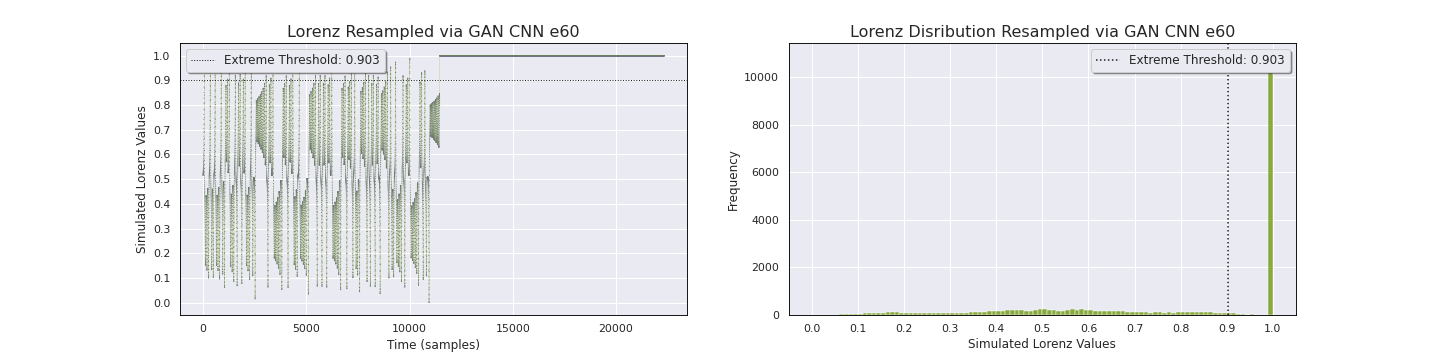 Lorenz Resampled via GAN CNN e60
Extreme Threshold: 0.903
1.0
0.9
0.8
0.7
0.6
0.5
0.4
0.3
0.2
0.1
0.0
Simulated Lorenz Values
0 5000 10000 15000 20000
Time (samples)
Lorenz Disribution Resampled via GAN CNN e60
Extreme Threshold: 0.903
10000
8000
6000
4000
2000
0
Frequency
0.0 0.1 0.2 0.3 0.4 0.5 0.6 0.7 0.8 0.9 1.0
Simulated Lorenz Values